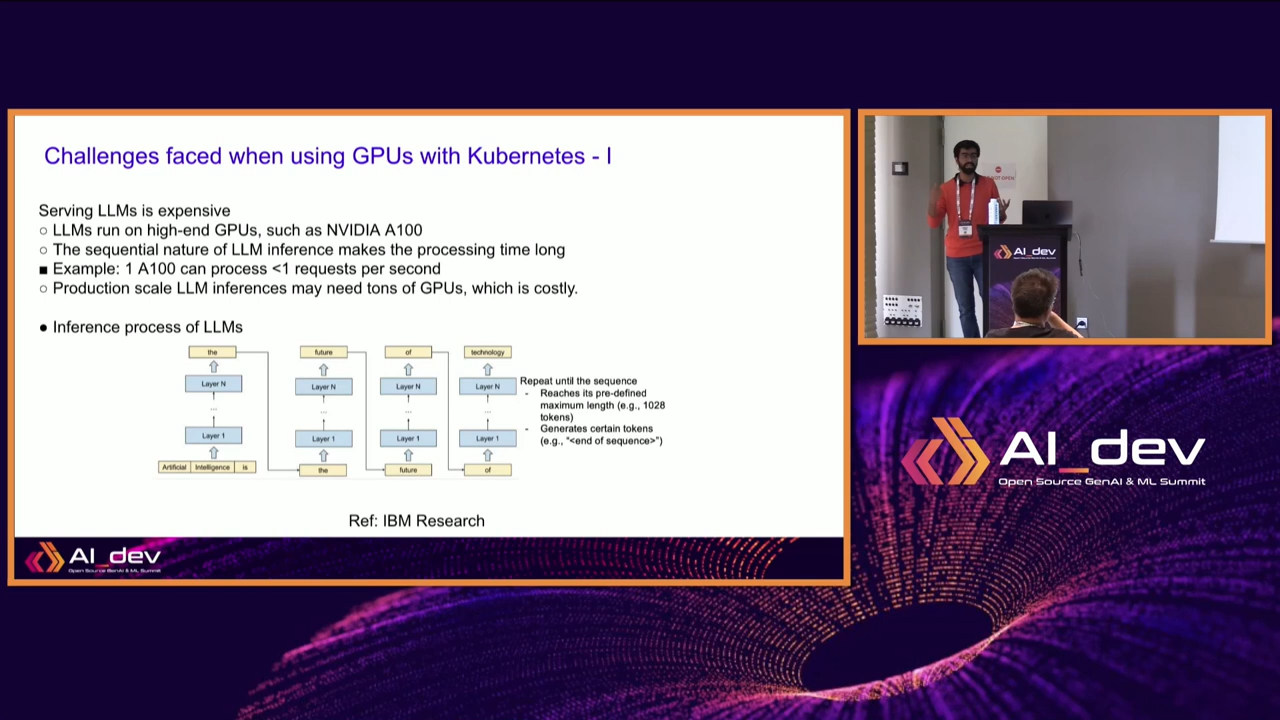 Challenges faced when using GPUs with Kubernetes - I
Serving LLMs is expensive
○ LLMs run on high-end GPUs, such as NVIDIA A100
○ The sequential nature of LLM inference makes the processing time long
■ Example: 1 A100 can process <1 requests per second
○ Production scale LLM inferences may need tons of GPUs, which is costly.
● Inference process of LLMs
the future of technology
Layer N Layer N Layer N Layer N
... ... ... ...
Layer 1 Layer 1 Layer 1 Layer 1
Artificial Intelligence is the future of
Repeat until the sequence
- Reaches its pre-defined
maximum length (e.g., 1028
tokens)
- Generates certain tokens
(e.g., "<end of sequence>")
Ref: IBM Research
AI_dev
Open Source GenAI & ML Summit
AI_dev
AI_dev
Open Source GenAI & ML Summit